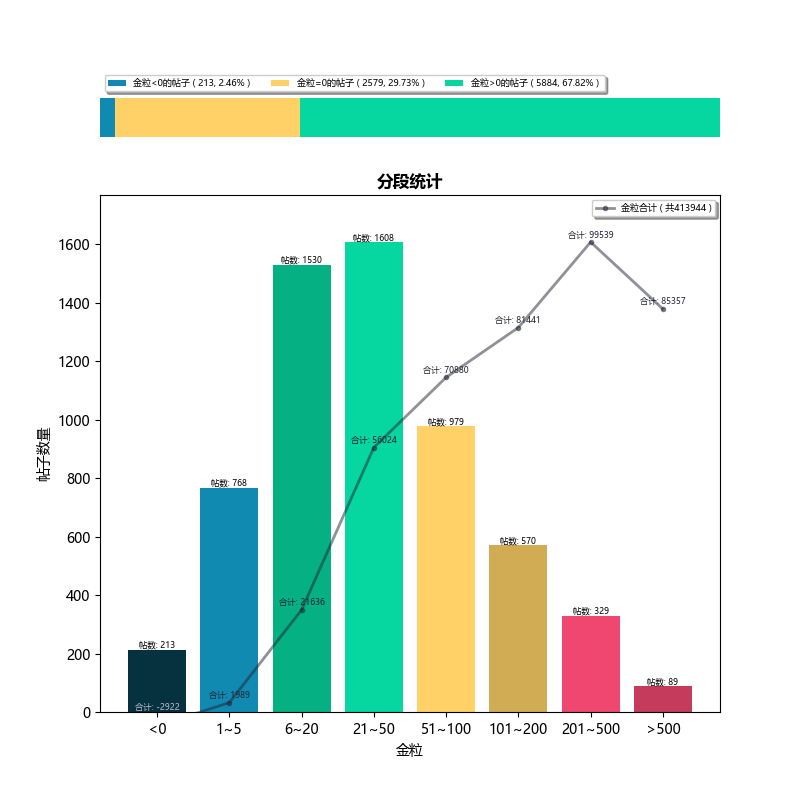 金粒<0的帖子 ( 213, 2.46% ) 金粒=0的帖子 ( 2579, 29.73% ) 金粒>0的帖子 ( 5884, 67.82% )
分段统计
金粒合计 ( 共413944 )
合计: 99539
帖数: 1608
1600
帖数: 1530
合计: 85357
1400
合计: 81441
1200
合计: 70880
1000
帖数: 979
合计: 56024
帖子数量
800
帖数: 768
600
帖数: 570
400
合计: 21636
帖数: 329
200
帖数: 213
帖数: 89
合计: 1989
合计: -2922
0
<0 1~5 6~20 21~50 51~100 101~200 201~500 >500
金粒